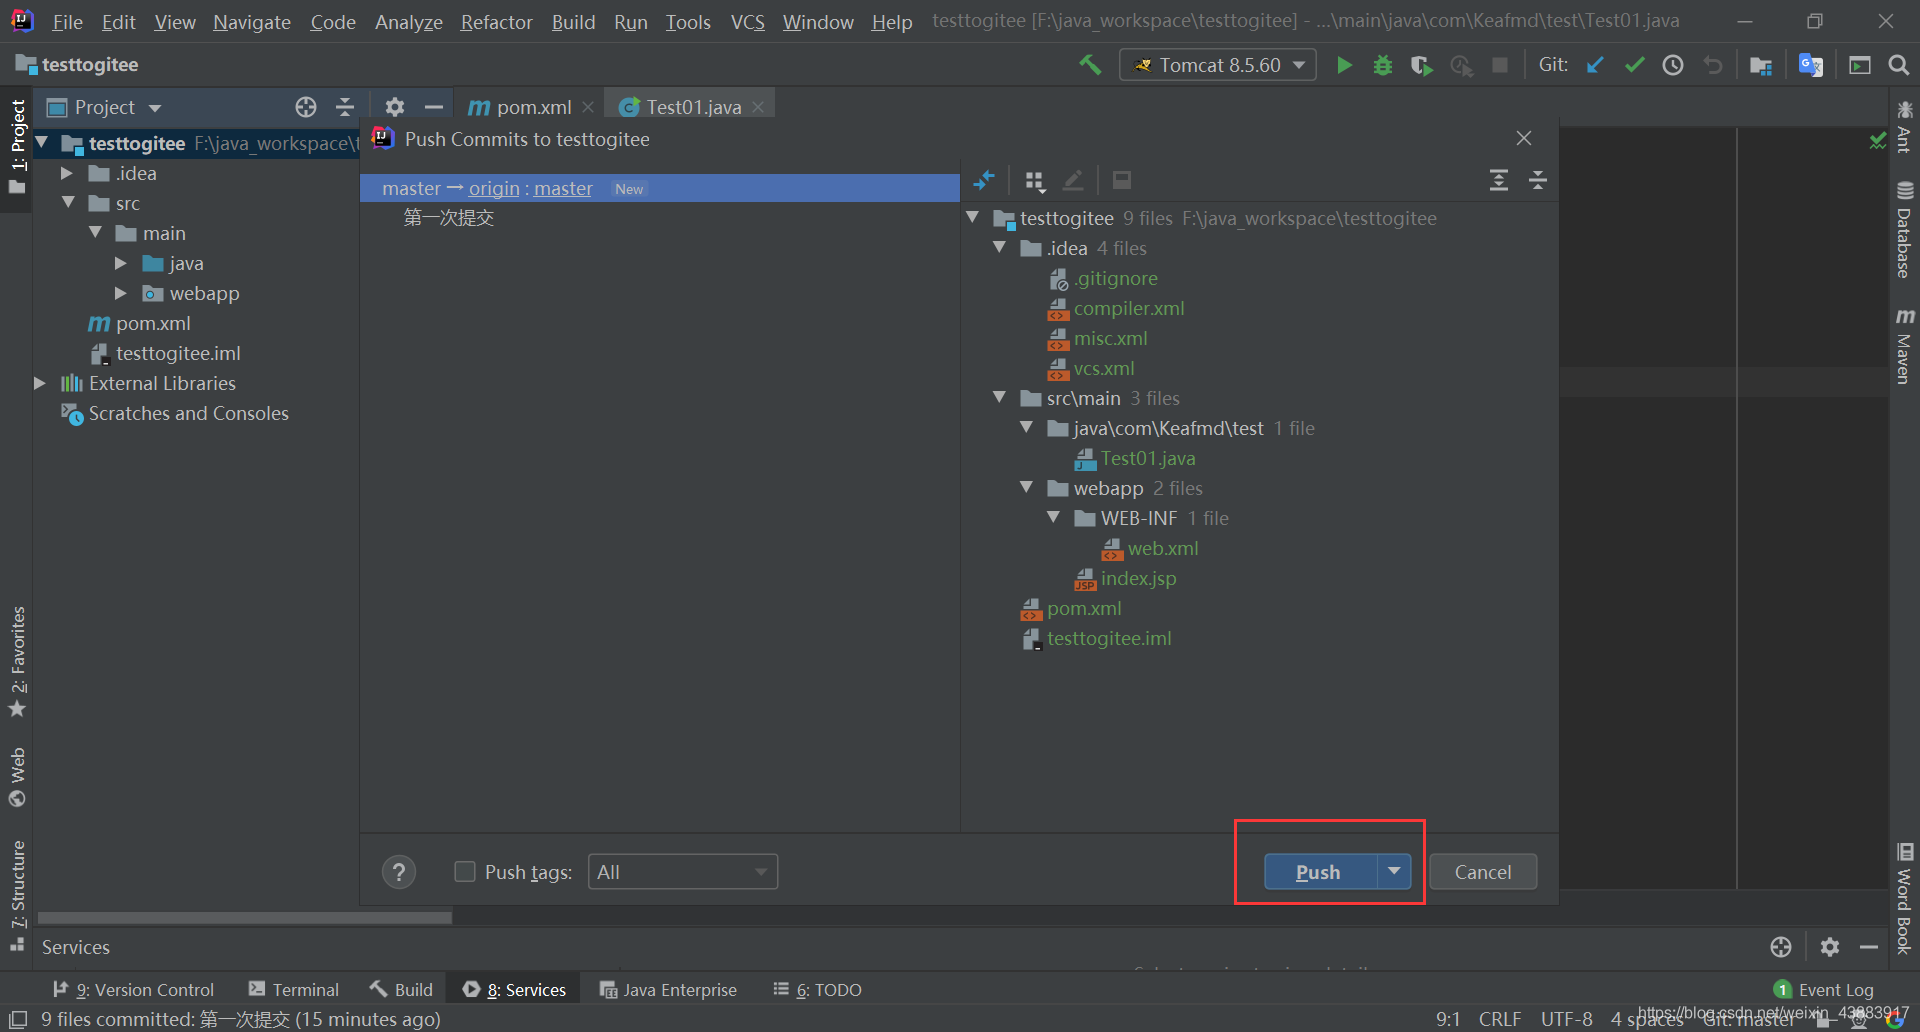 File Edit View Navigate Code Analyze Refactor Build Run Tools VCS Window Help testtogitee [F:\java_workspace\testtogitee] - ...\main\java\com\Keafmd\test\Test01.java
testtogitee
Tomcat 8.5.60
Git:
1: Project
Project
pom.xml
Test01.java
testtogitee F:\java_workspace\t
.idea
src
main
java
webapp
pom.xml
testtogitee.iml
External Libraries
Scratches and Consoles
Push Commits to testtogitee
master → origin : master New
第一次提交
testtogitee 9 files F:\java_workspace\testtogitee
.idea 4 files
.gitignore
compiler.xml
misc.xml
vcs.xml
src\main 3 files
java\com\Keafmd\test 1 file
Test01.java
webapp 2 files
WEB-INF 1 file
web.xml
index.jsp
pom.xml
testtogitee.iml
? Push tags: All
Push
Cancel
Ant
Database
Maven
Word Book
2: Favorites
Web
7: Structure
Services
9: Version Control
Terminal
Build
8: Services
Java Enterprise
6: TODO
1 Event Log
9 files committed: 第一次提交 (15 minutes ago)
9:1 CRLF UTF-8 4 spaces Git: master
https://blog.csdn.net/weixin_43883917